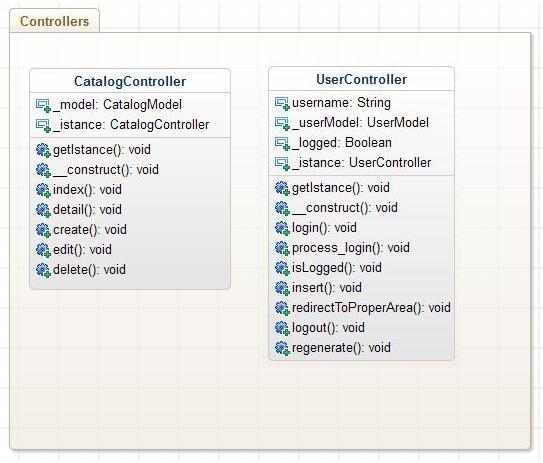 Controllers
CatalogController
_model: CatalogModel
_istance: CatalogController
getIstance(): void
__construct(): void
index(): void
detail(): void
create(): void
edit(): void
delete(): void
UserController
username: String
_userModel: UserModel
_logged: Boolean
_istance: UserController
getIstance(): void
__construct(): void
login(): void
process_login(): void
isLogged(): void
insert(): void
redirectToProperArea(): void
logout(): void
regenerate(): void